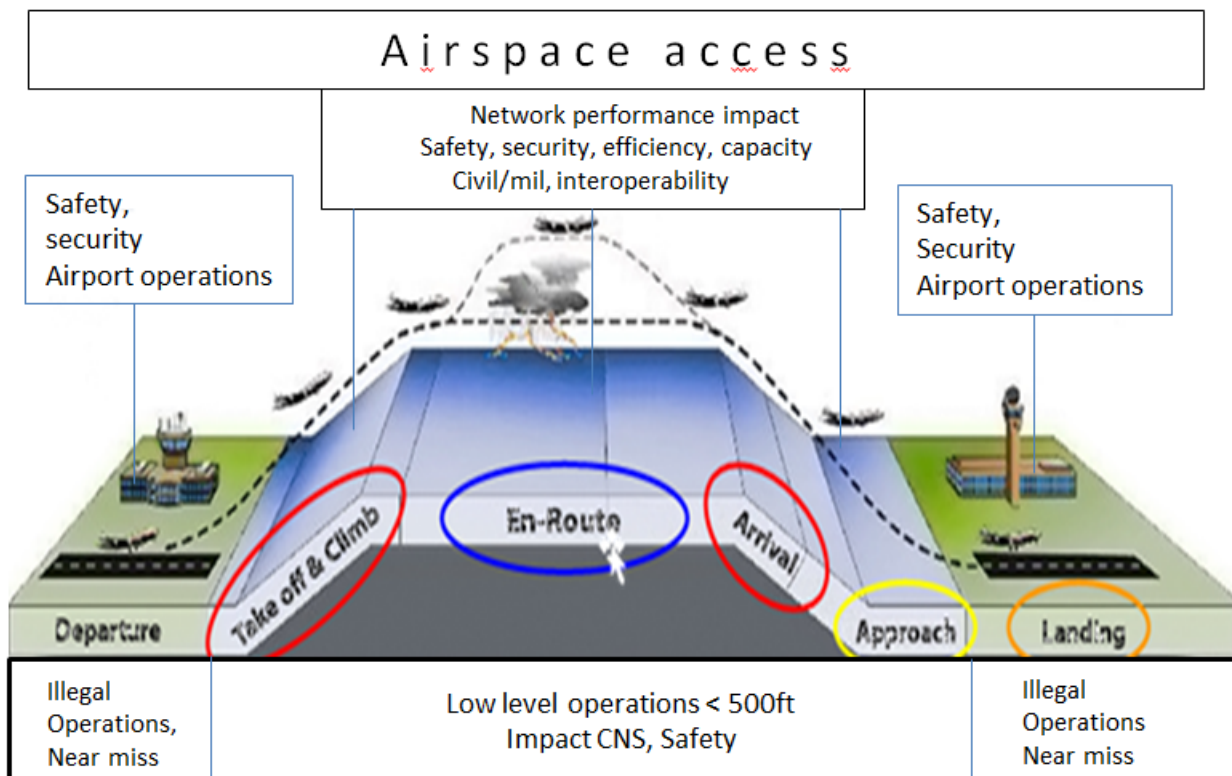 Airspace access
Network performance impact
Safety, security, efficiency, capacity
Civil/mil, interoperability
Safety,
security
Airport operations
Safety,
Security
Airport operations
Departure
Take off & Climb
En-Route
Arrival
Approach
Landing
Illegal
Operations,
Near miss
Low level operations < 500ft
Impact CNS, Safety
Illegal
Operations
Near miss